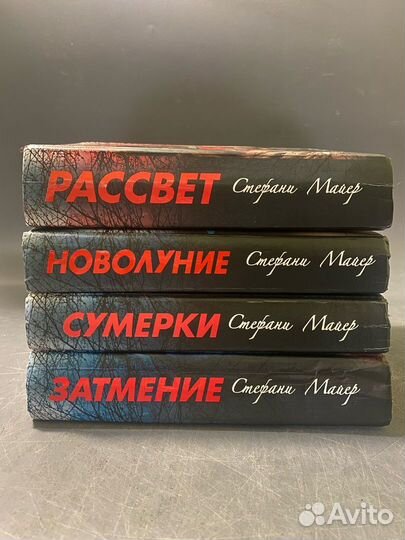 РАССВЕТ Стефани Майер
НОВОЛУНИЕ Стефани Майер
СУМЕРКИ Стефани Майер
ЗАТМЕНИЕ Стефани Майер
Avito